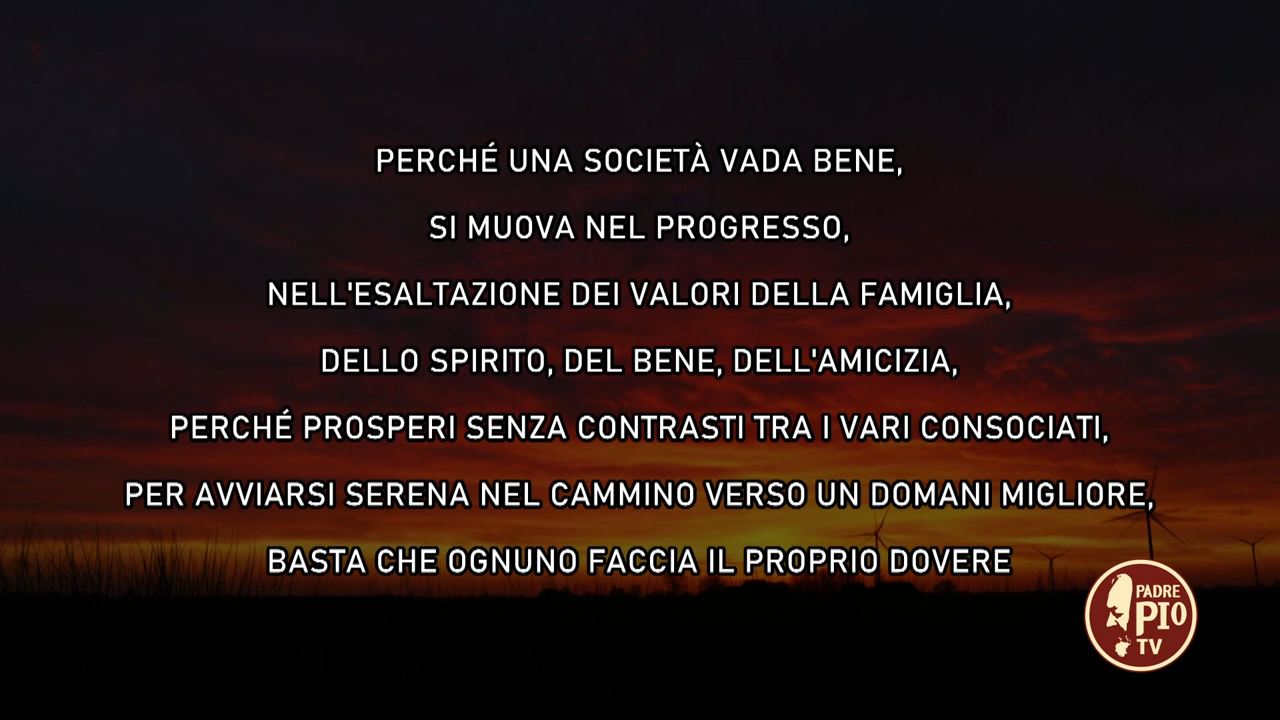 PERCHÉ UNA SOCIETÀ VADA BENE,
SI MUOVA NEL PROGRESSO,
NELL'ESALTAZIONE DEI VALORI DELLA FAMIGLIA,
DELLO SPIRITO, DEL BENE, DELL'AMICIZIA,
PERCHÉ PROSPERI SENZA CONTRASTI TRA I VARI CONSOCIATI,
PER AVVIARSI SERENA NEL CAMMINO VERSO UN DOMANI MIGLIORE,
BASTA CHE OGNUNO FACCIA IL PROPRIO DOVERE
PADRE
PIO
TV